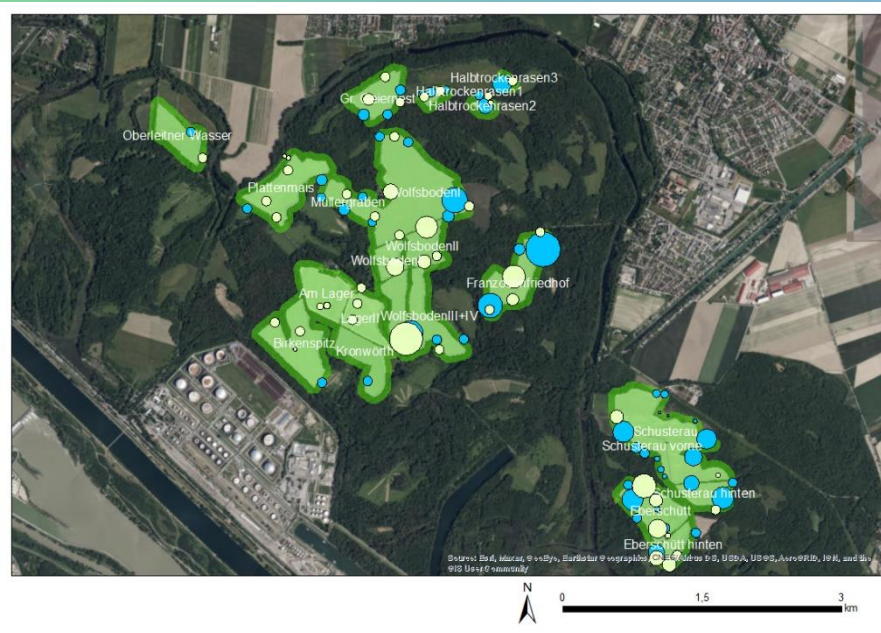 Halbtrockenrasen3
Halbtrockenrasen1
Halbtrockenrasen2
Oberleitner Wasser
Plattenmais
Müllergraben
WolfsbodenI
WolfsbodenII
Franzosenfriedhof
Am Lager
LagerII
WolfsbodenIII+IV
Birkenspitz
Kronwörth
Schusterau
Schusterau vorne
Schusterau hinten
Eberschütt
Eberschütt hinten
Source: Esri, Maxar, GeoEye, Earthstar Geographics, CNES/Airbus DS, USDA, USGS, AeroGRID, IGN, and the
GIS User Community
N
0 1,5 3
km